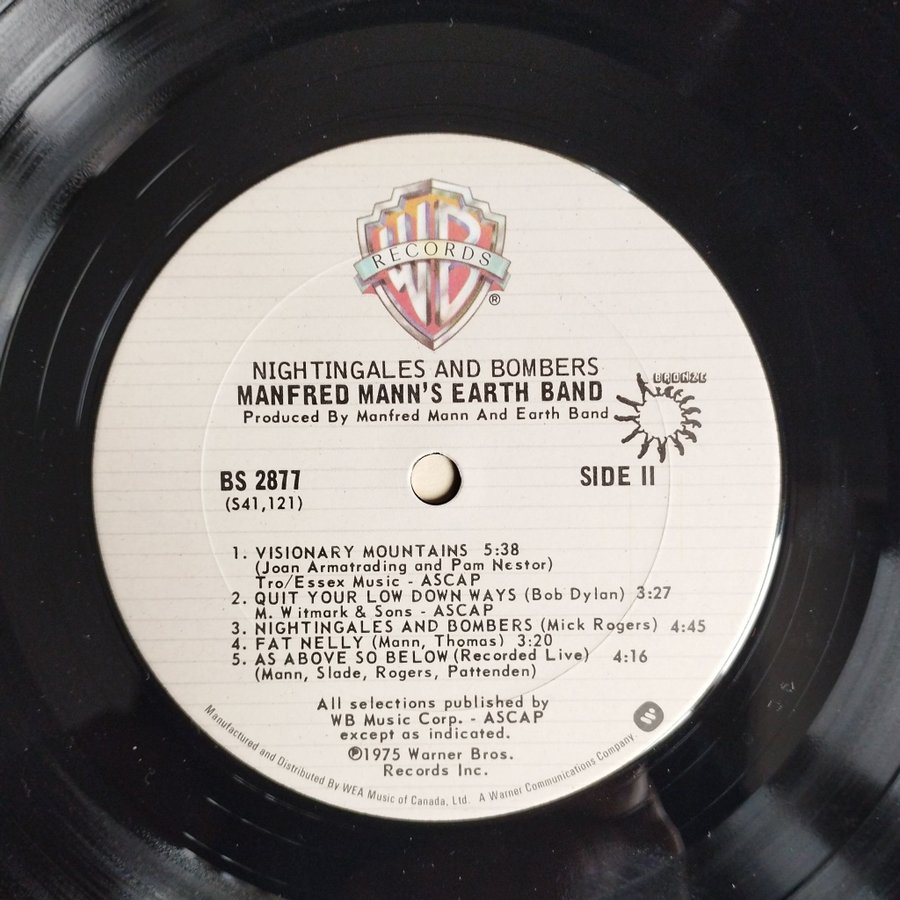 WB
RECORDS
®
NIGHTINGALES AND BOMBERS
MANFRED MANN'S EARTH BAND
BRONZE
Produced By Manfred Mann And Earth Band
BS 2877
SIDE II
(S41,121)
1. VISIONARY MOUNTAINS 5:38
(Joan Armatrading and Pam Nestor)
Tro/Essex Music - ASCAP
2. QUIT YOUR LOW DOWN WAYS (Bob Dylan) 3:27
M. Witmark & Sons - ASCAP
3. NIGHTINGALES AND BOMBERS (Mick Rogers) 4:45
4. FAT NELLY (Mann, Thomas) 3:20
5. AS ABOVE SO BELOW (Recorded Live) 4:16
(Mann, Slade, Rogers, Pattenden)
All selections published by
WB Music Corp. - ASCAP
except as indicated.
℗1975 Warner Bros.
Records Inc.
Manufactured and Distributed By WEA Music of Canada, Ltd. A Warner Communications Company